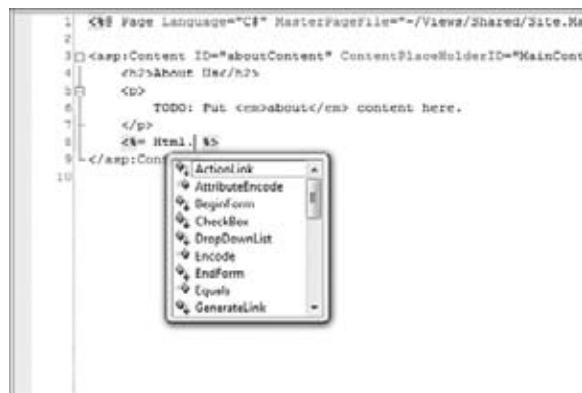 1 <%@ Page Language="C#" MasterPageFile="~/Views/Shared/Site.Ma
2
3 <asp:Content ID="aboutContent" ContentPlaceHolderID="MainCont
4 <h2>About Us</h2>
5 <p>
6 TODO: Put <em>about</em> content here.
7 </p>
8 <%= Html. %>
9 </asp:Con
10
ActionLink
AttributeEncode
BeginForm
CheckBox
DropDownList
Encode
EndForm
Equals
GenerateLink